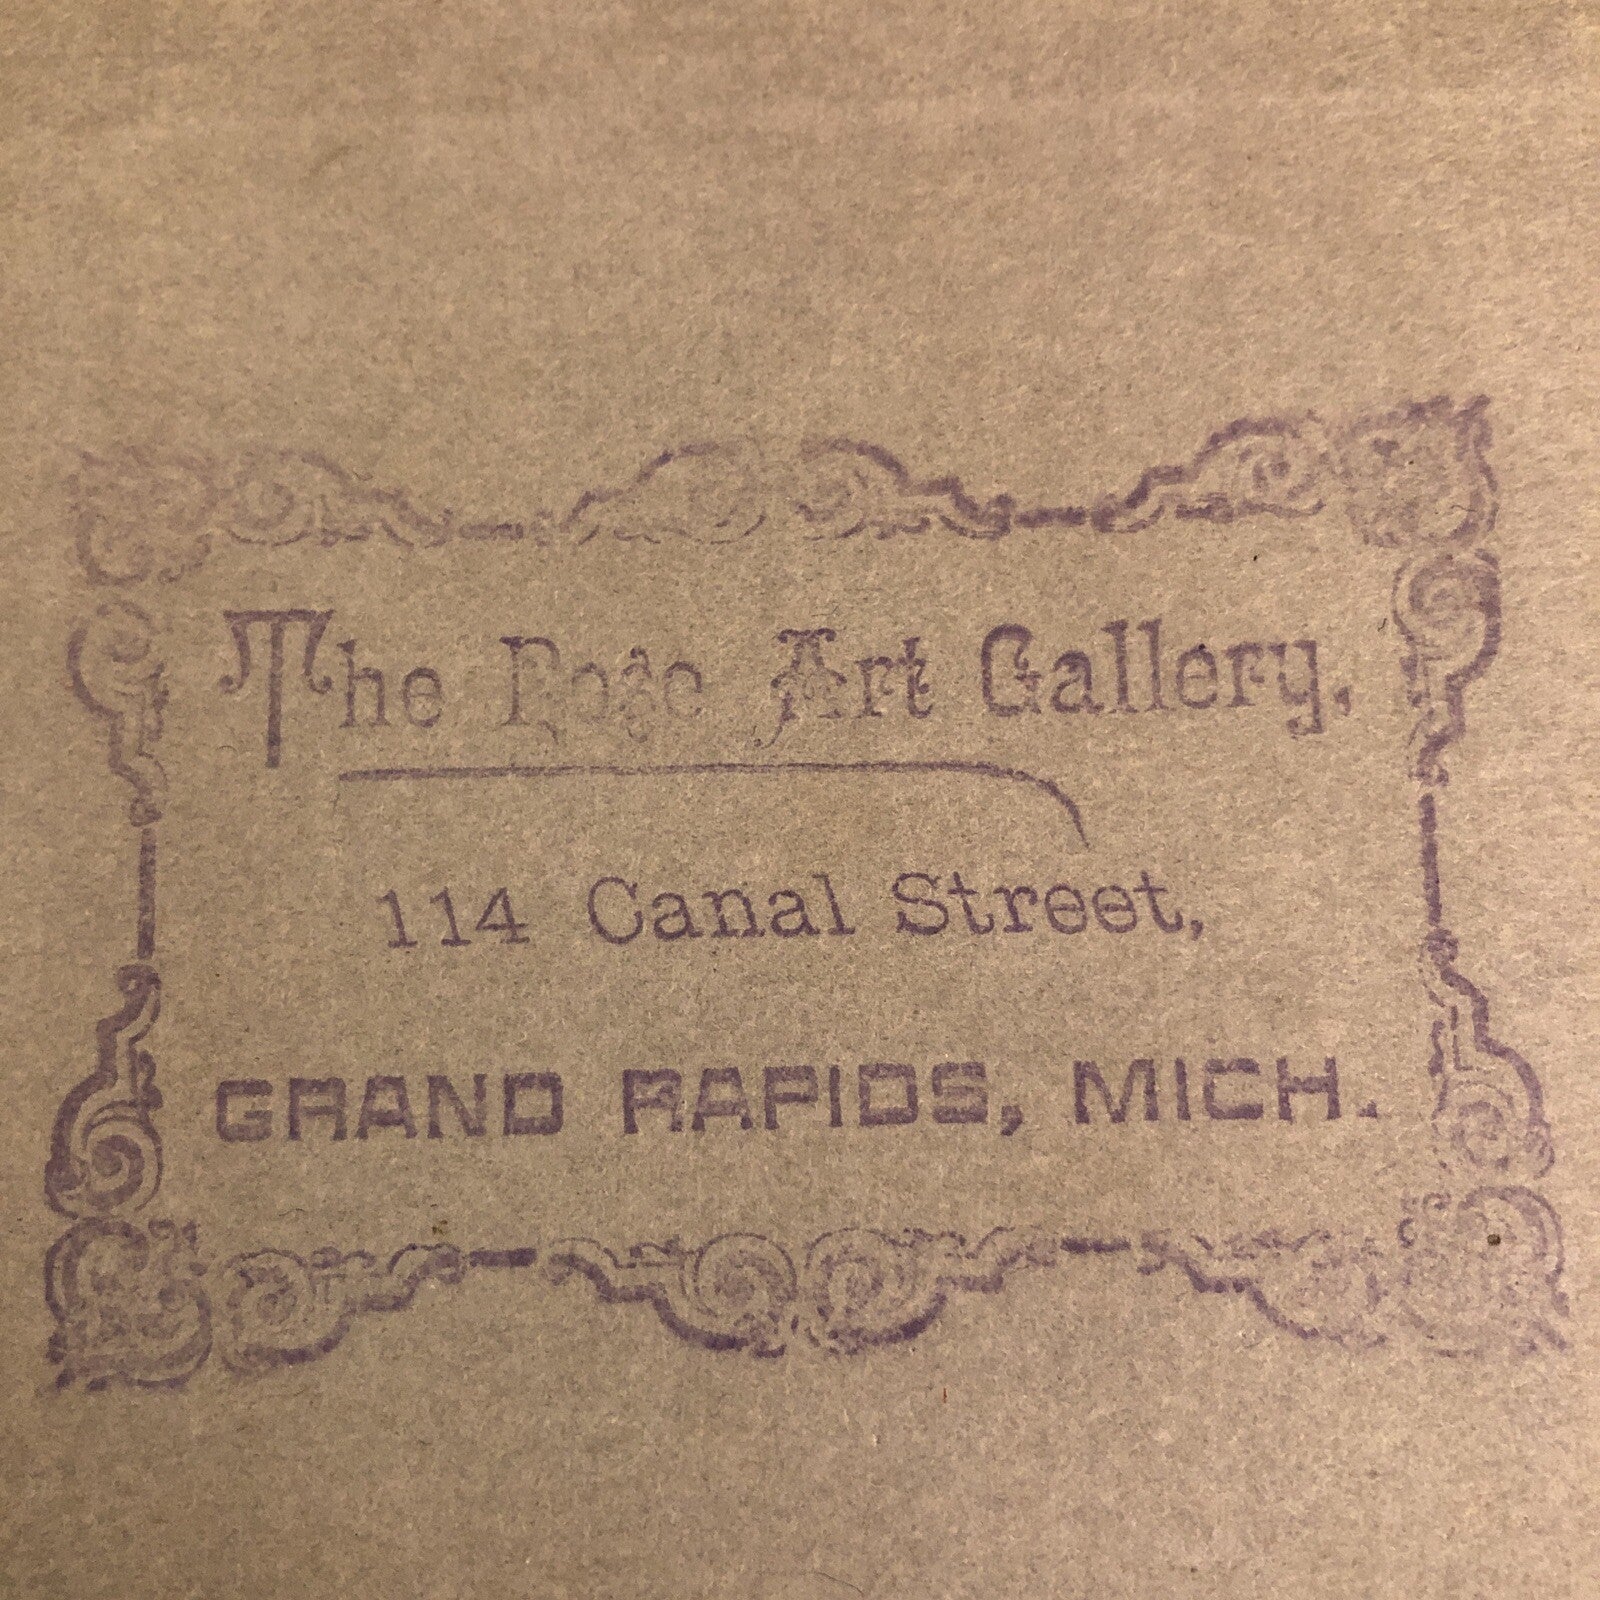 The Rose Art Gallery,
114 Canal Street,
GRAND RAPIDS, MICH.